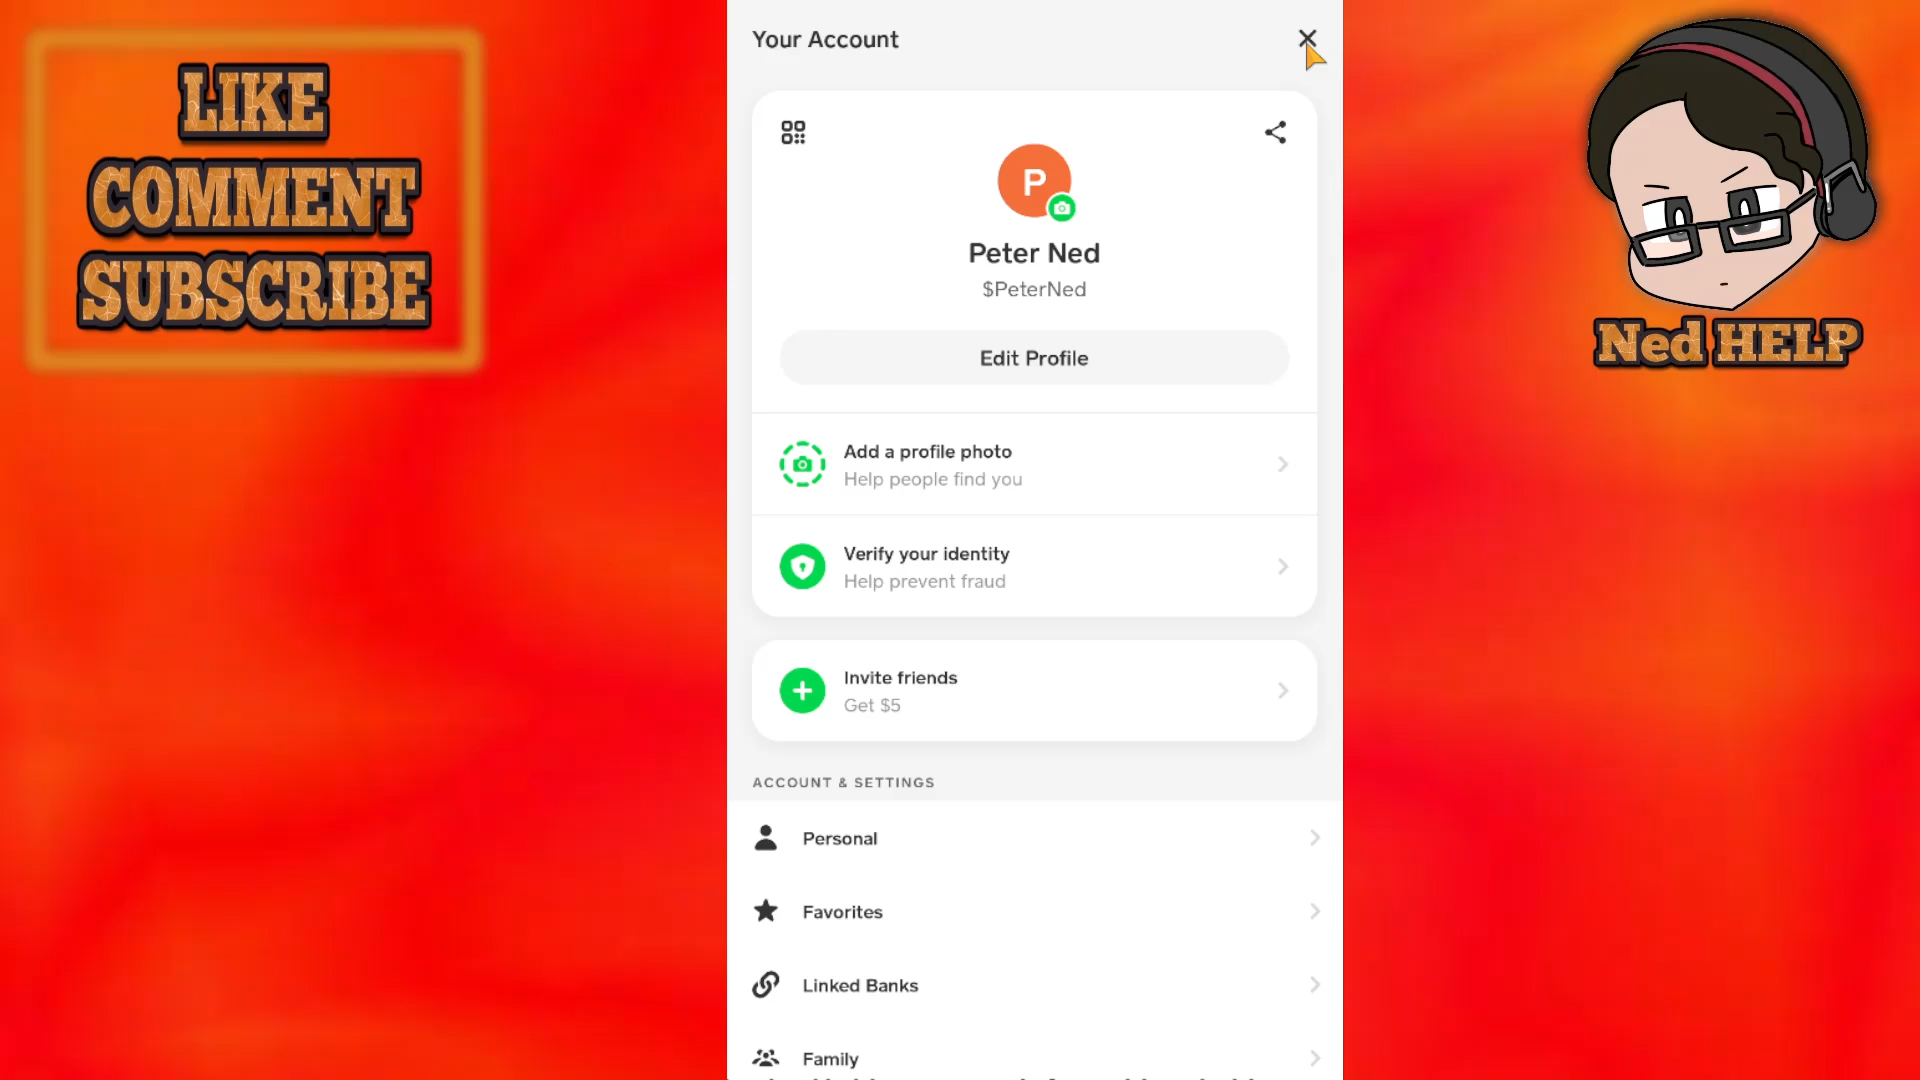 LIKE
COMMENT
SUBSCRIBE
Your Account
P
Peter Ned
$PeterNed
Edit Profile
Add a profile photo
Help people find you
Verify your identity
Help prevent fraud
Invite friends
Get $5
ACCOUNT & SETTINGS
Personal
Favorites
Linked Banks
Family
Ned HELP